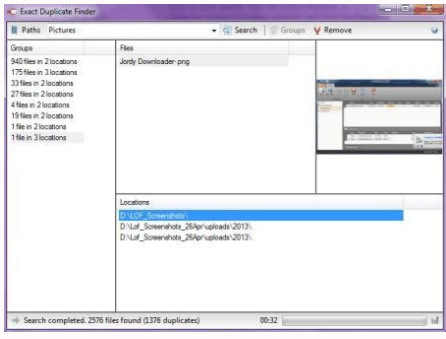 Exact Duplicate Finder
Paths Pictures Search Groups Remove
Groups
940 files in 2 locations
175 files in 3 locations
33 files in 2 locations
27 files in 2 locations
4 files in 2 locations
19 files in 2 locations
1 file in 2 locations
1 file in 3 locations
Files
Jordy Downloader-.png
Locations
D:\LOF_Screenshots\
D:\Lof_Screenshots_26Apr\uploads\2013\
D:\Lof_Screenshots_26Apr\uploads\2013\
Search completed. 2576 files found (1376 duplicates) 00:32